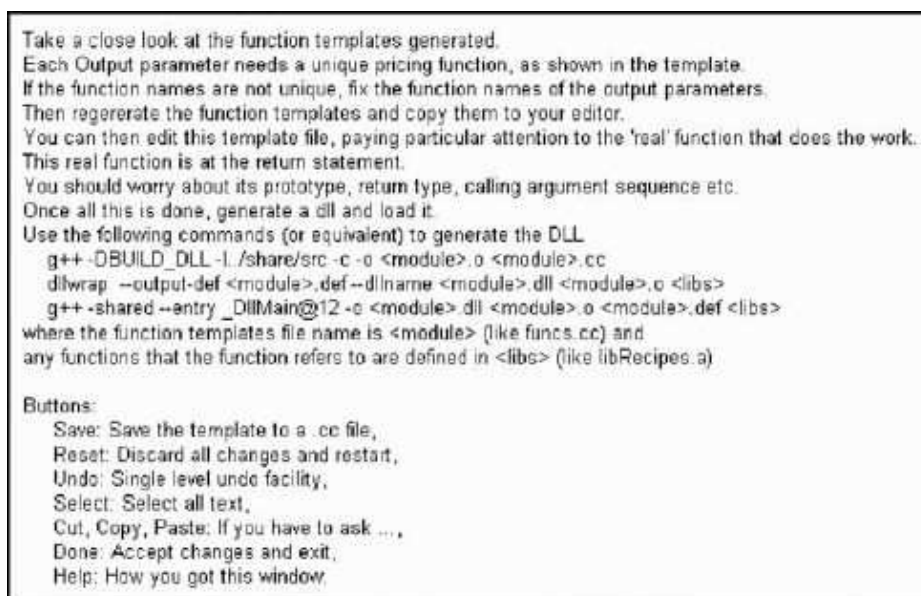 Take a close look at the function templates generated.
Each Output parameter needs a unique pricing function, as shown in the template.
If the function names are not unique, fix the function names of the output parameters.
Then regererate the function templates and copy them to your editor.
You can then edit this template file, paying particular attention to the 'real' function that does the work.
This real function is at the return statement.
You should worry about its prototype, return type, calling argument sequence etc.
Once all this is done, generate a dll and load it.
Use the following commands (or equivalent) to generate the DLL
g++ -DBUILD_DLL -I. /share/src -c -o <module>.o <module>.cc
dllwrap --output-def <module>.def --dllname <module>.dll <module>.o <libs>
g++ -shared --entry _DllMain@12 -o <module>.dll <module>.o <module>.def <libs>
where the function templates file name is <module> (like funcs.cc) and
any functions that the function refers to are defined in <libs> (like libRecipes.a)
Buttons:
Save: Save the template to a .cc file,
Reset: Discard all changes and restart,
Undo: Single level undo facility,
Select: Select all text,
Cut, Copy, Paste: If you have to ask ...,
Done: Accept changes and exit,
Help: How you got this window.